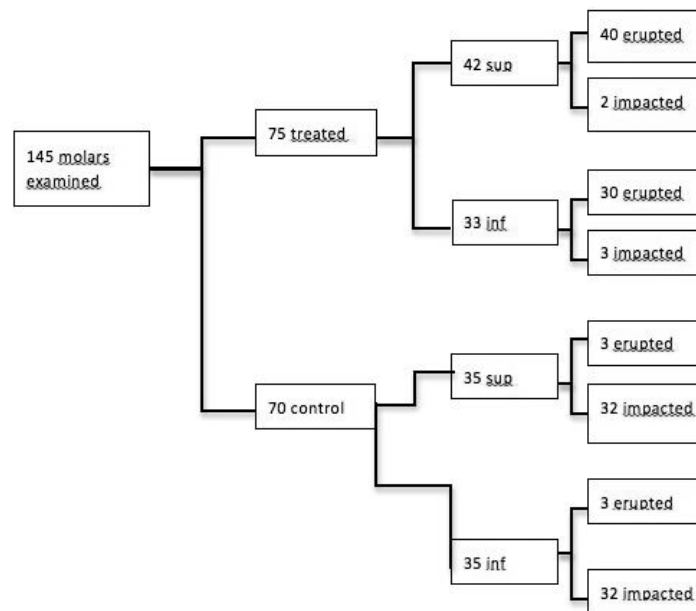 145 molars
examined
75 treated
42 sup
40 erupted
2 impacted
33 inf
30 erupted
3 impacted
70 control
35 sup
3 erupted
32 impacted
35 inf
3 erupted
32 impacted